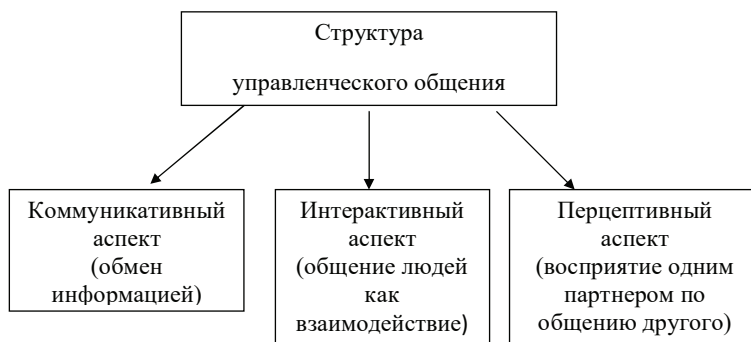 Структура
управленческого общения
Коммуникативный
аспект
(обмен
информацией)
Интерактивный
аспект
(общение людей
как
взаимодействие)
Перцептивный
аспект
(восприятие одним
партнером по
общению другого)